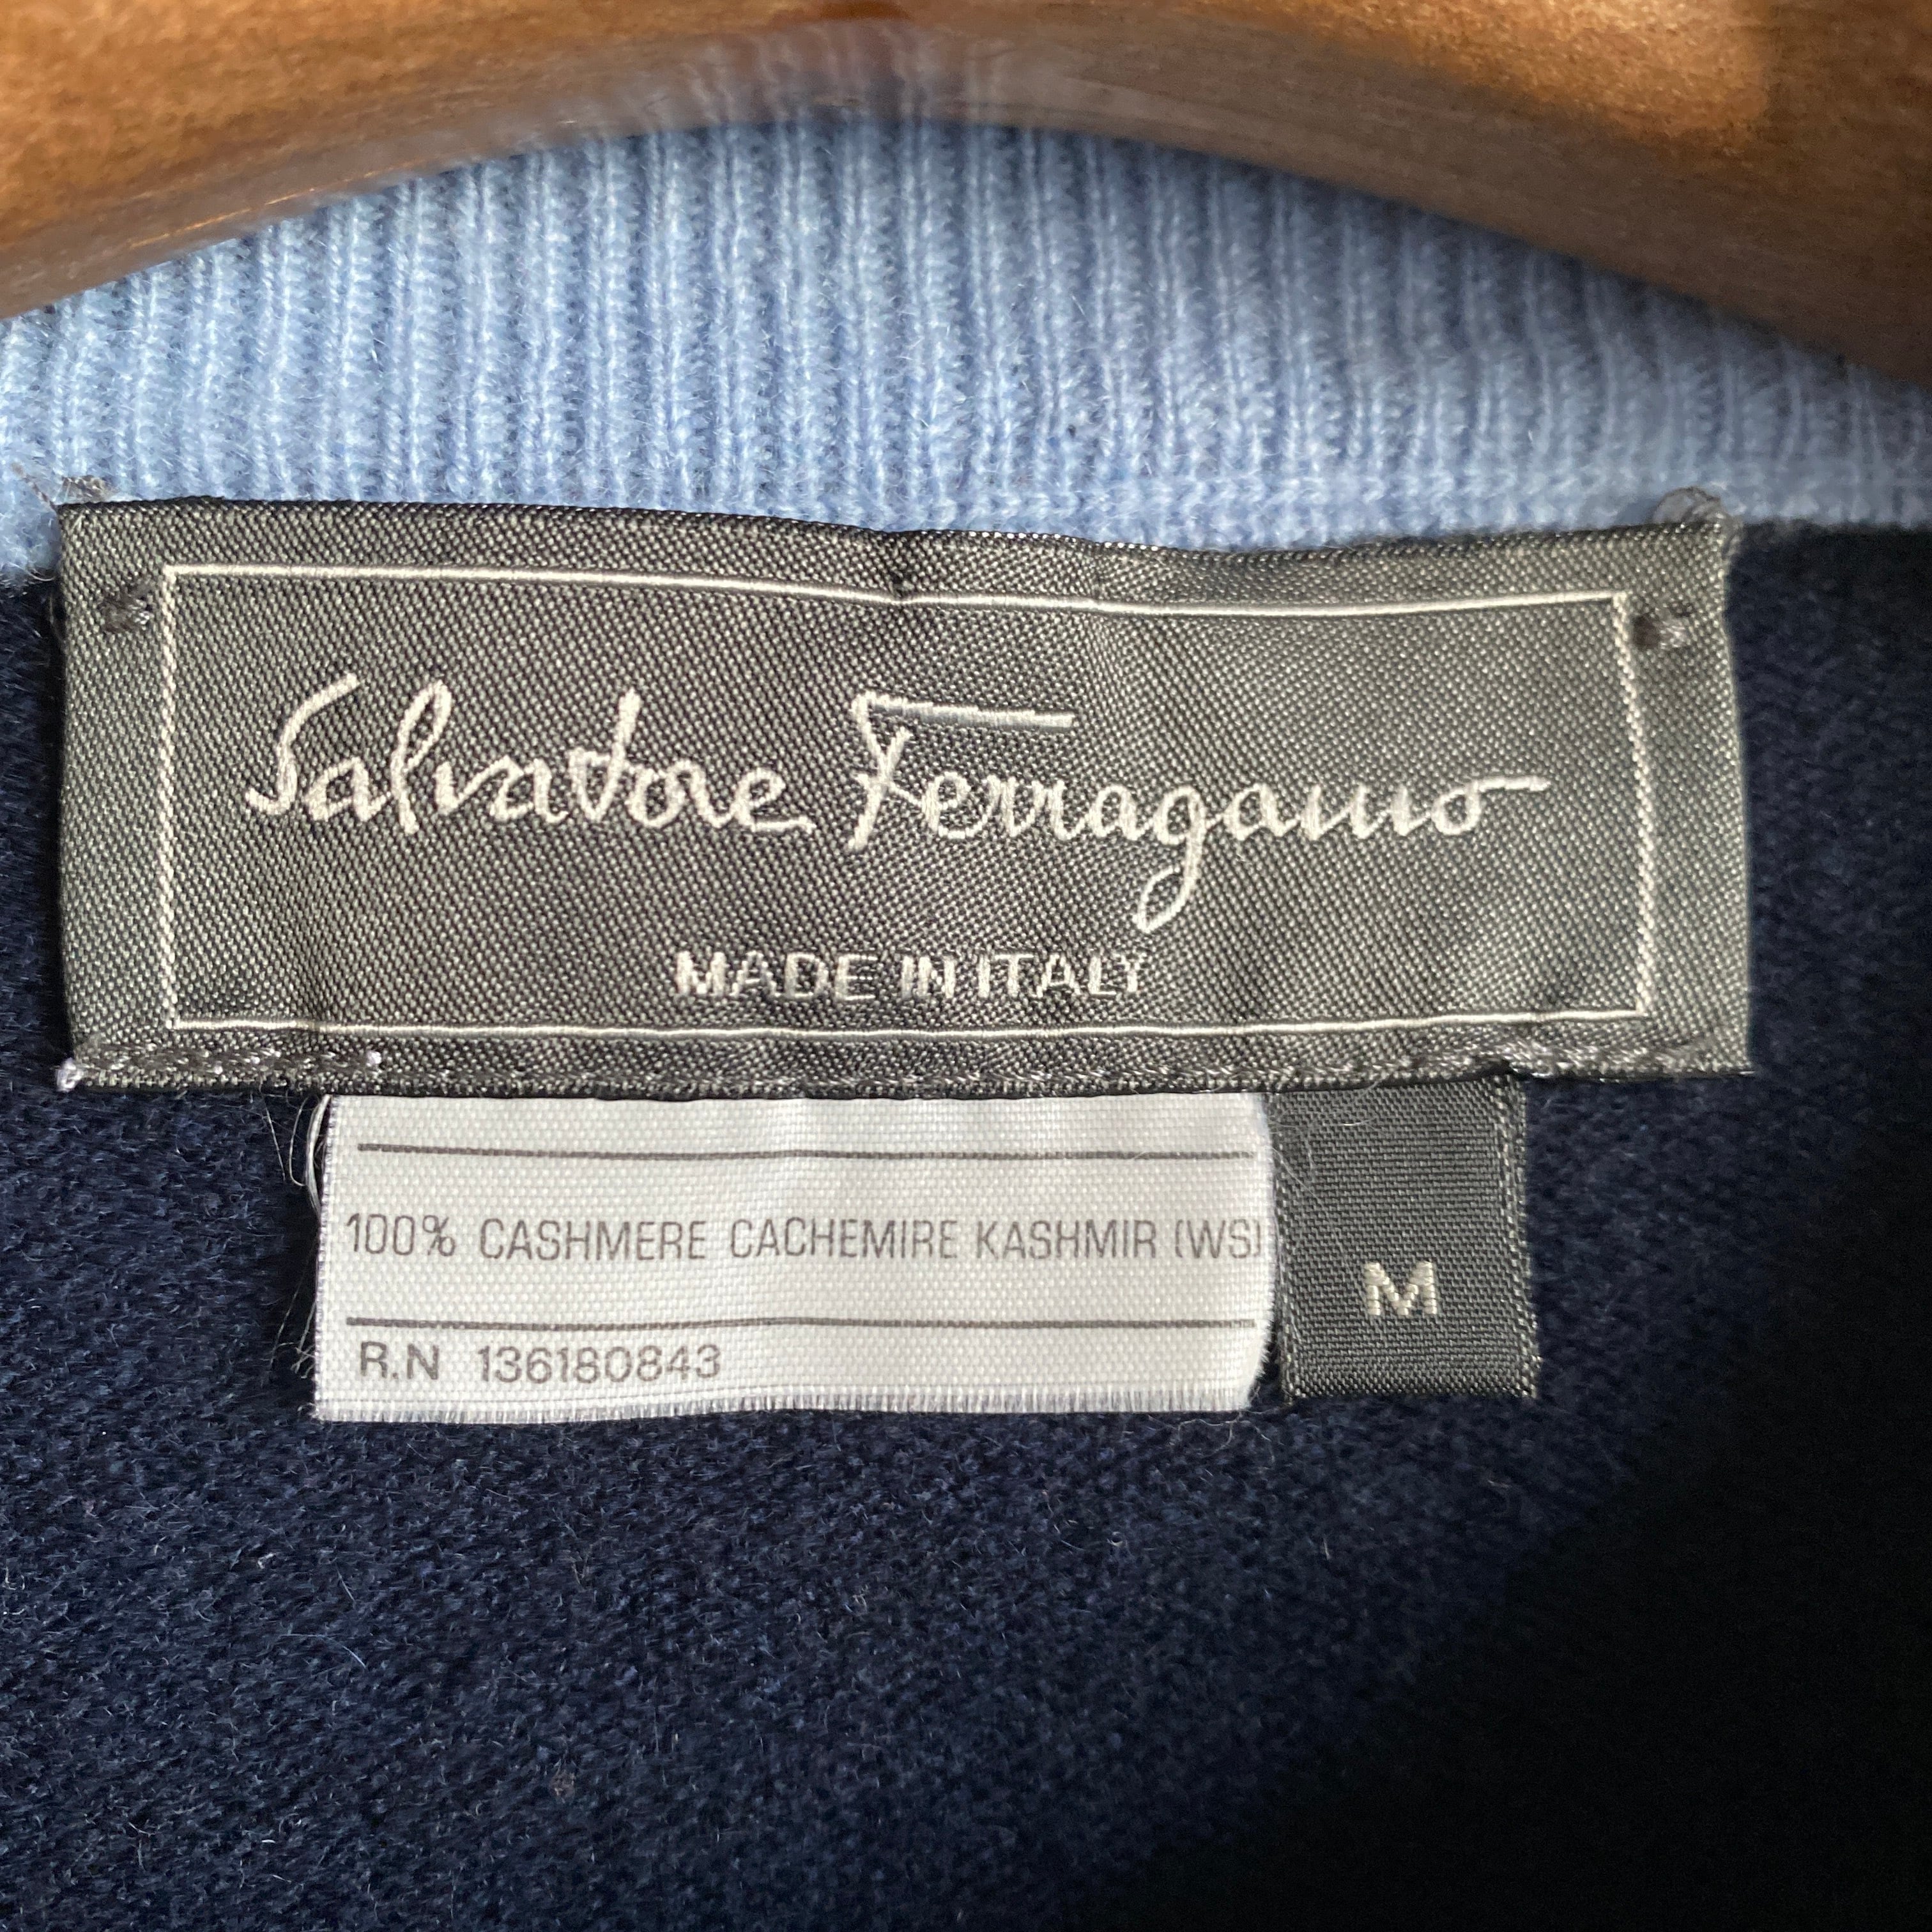 Salvatore Ferragamo
MADE IN ITALY
100% CASHMERE CACHEMIRE KASHMIR (WS)
M
R.N 136180843